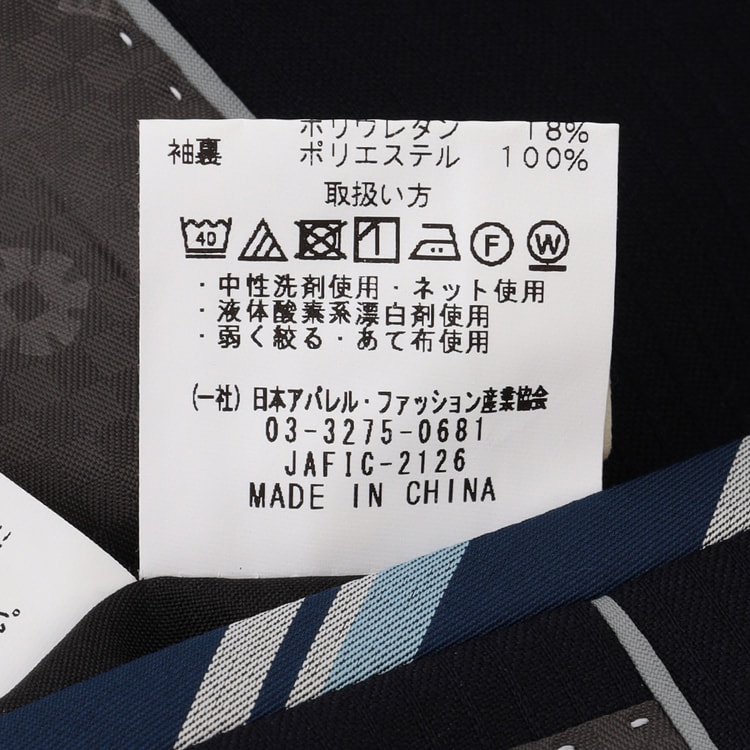 ポリウレタン 18%
袖裏 ポリエステル 100%
取扱い方
40 F W
・中性洗剤使用・ネット使用
・液体酸素系漂白剤使用
・弱く絞る・あて布使用
(一社)日本アパレル・ファッション産業協会
03-3275-0681
JAFIC-2126
MADE IN CHINA